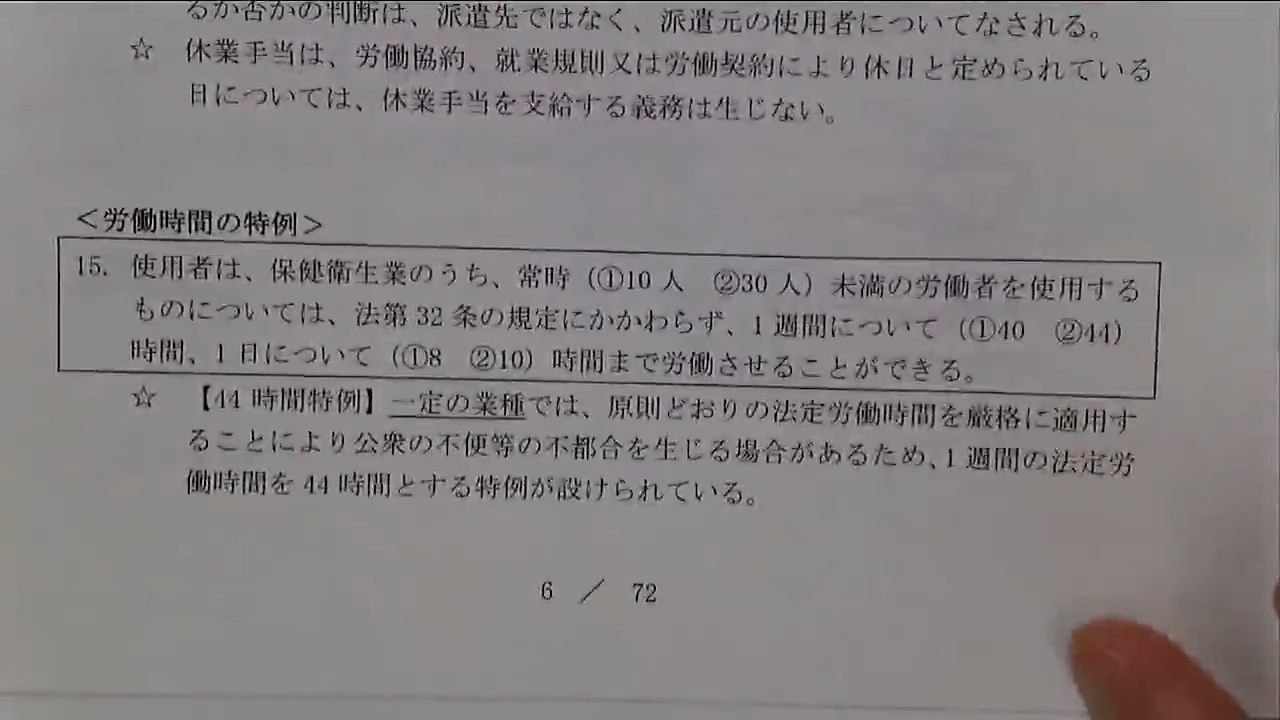 るか否かの判断は、派遣先ではなく、派遣元の使用者についてなされる。
☆ 休業手当は、労働協約、就業規則又は労働契約により休日と定められている
日については、休業手当を支給する義務は生じない。
＜労働時間の特例＞
15. 使用者は、保健衛生業のうち、常時（①10 人　②30 人）未満の労働者を使用する
ものについては、法第 32 条の規定にかかわらず、1 週間について（①40　②44）
時間、1 日について（①8　②10）時間まで労働させることができる。
☆ 【44 時間特例】一定の業種では、原則どおりの法定労働時間を厳格に適用す
ることにより公衆の不便等の不都合を生じる場合があるため、1 週間の法定労
働時間を 44 時間とする特例が設けられている。
6 ／ 72